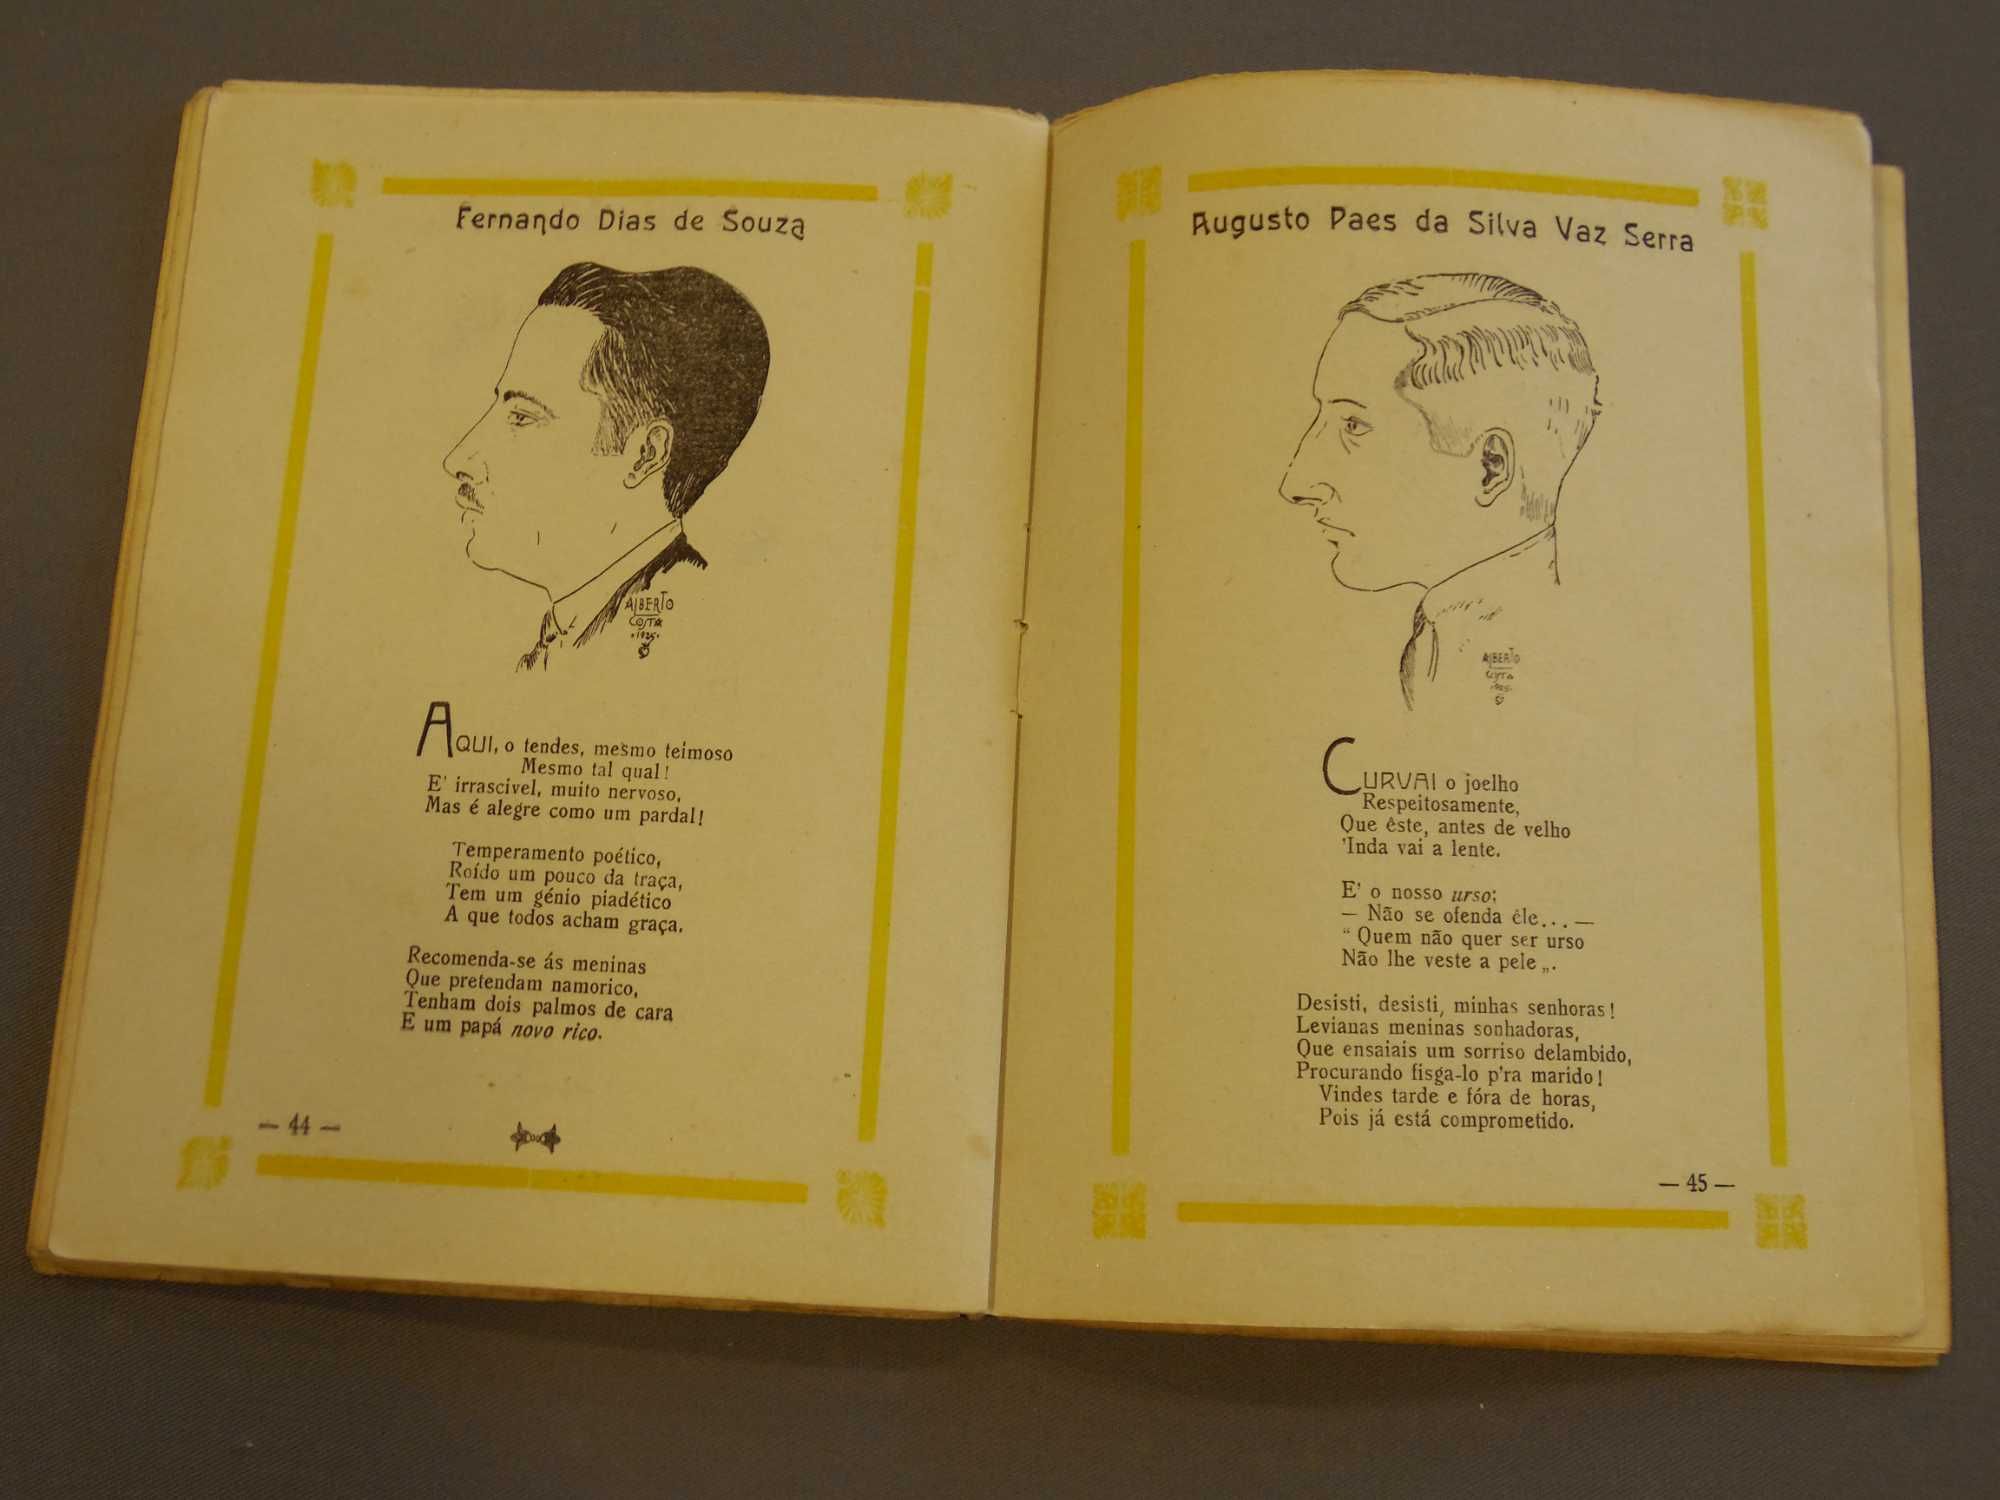 Fernando Dias de Souza
ALBERTO
COSTA
1925
AQUI, o tendes, mesmo teimoso
Mesmo tal qual!
E' irrascivel, muito nervoso,
Mas é alegre como um pardal!
Temperamento poético,
Roído um pouco da traça,
Tem um génio piadético
A que todos acham graça.
Recomenda-se ás meninas
Que pretendam namorico,
Tenham dois palmos de cara
E um papá novo rico.
— 44 —
Augusto Paes da Silva Vaz Serra
ALBERTO
COSTA
1925
CURVAI o joelho
Respeitosamente,
Que êste, antes de velho
'Inda vai a lente.
E' o nosso urso;
— Não se ofenda êle... —
“ Quem não quer ser urso
Não lhe veste a pele „.
Desisti, desisti, minhas senhoras!
Levianas meninas sonhadoras,
Que ensaiais um sorriso delambido,
Procurando fisga-lo p'ra marido!
Vindes tarde e fóra de horas,
Pois já está comprometido.
— 45 —